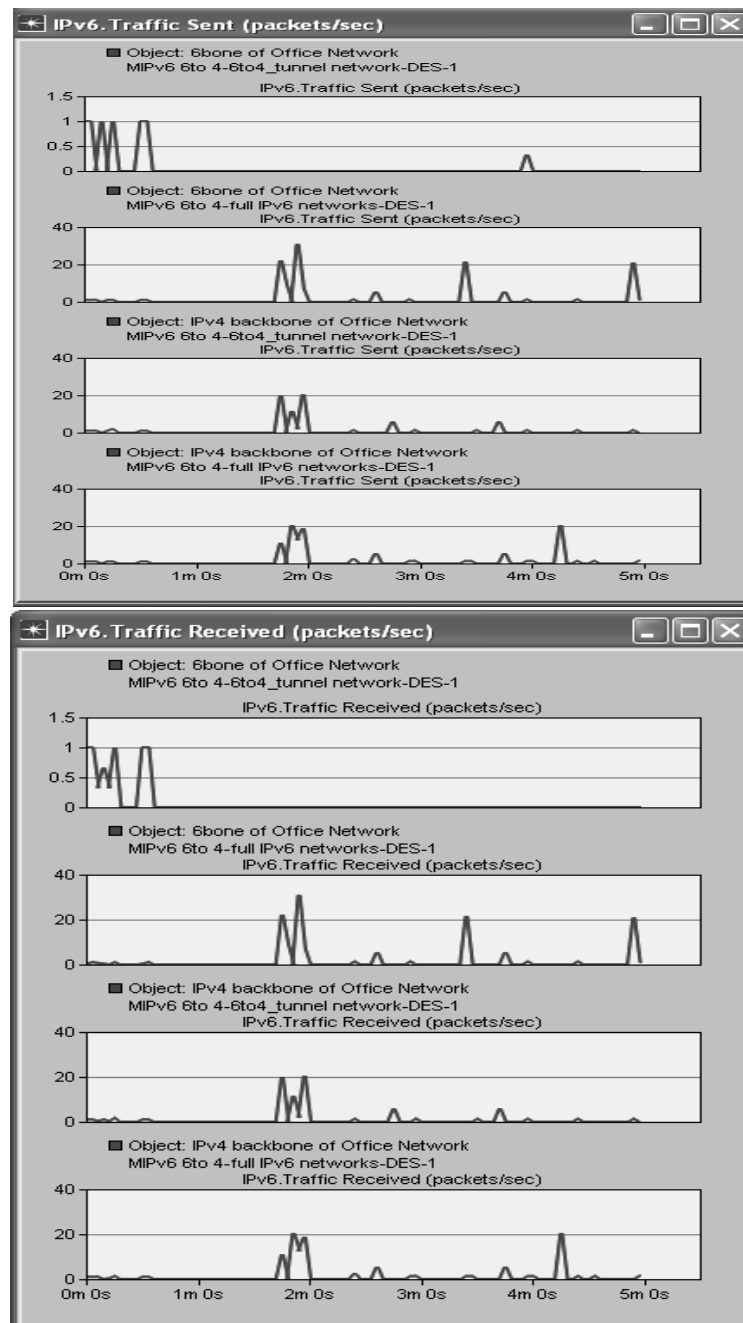 IPv6.Traffic Sent (packets/sec)
Object: 6bone of Office Network
MIPv6 6to 4-6to4_tunnel network-DES-1
IPv6.Traffic Sent (packets/sec)
1.5
1
0.5
0
Object: 6bone of Office Network
MIPv6 6to 4-full IPv6 networks-DES-1
IPv6.Traffic Sent (packets/sec)
40
20
0
Object: IPv4 backbone of Office Network
MIPv6 6to 4-6to4_tunnel network-DES-1
IPv6.Traffic Sent (packets/sec)
40
20
0
Object: IPv4 backbone of Office Network
MIPv6 6to 4-full IPv6 networks-DES-1
IPv6.Traffic Sent (packets/sec)
40
20
0
0m 0s 1m 0s 2m 0s 3m 0s 4m 0s 5m 0s
IPv6.Traffic Received (packets/sec)
Object: 6bone of Office Network
MIPv6 6to 4-6to4_tunnel network-DES-1
IPv6.Traffic Received (packets/sec)
1.5
1
0.5
0
Object: 6bone of Office Network
MIPv6 6to 4-full IPv6 networks-DES-1
IPv6.Traffic Received (packets/sec)
40
20
0
Object: IPv4 backbone of Office Network
MIPv6 6to 4-6to4_tunnel network-DES-1
IPv6.Traffic Received (packets/sec)
40
20
0
Object: IPv4 backbone of Office Network
MIPv6 6to 4-full IPv6 networks-DES-1
IPv6.Traffic Received (packets/sec)
40
20
0
0m 0s 1m 0s 2m 0s 3m 0s 4m 0s 5m 0s